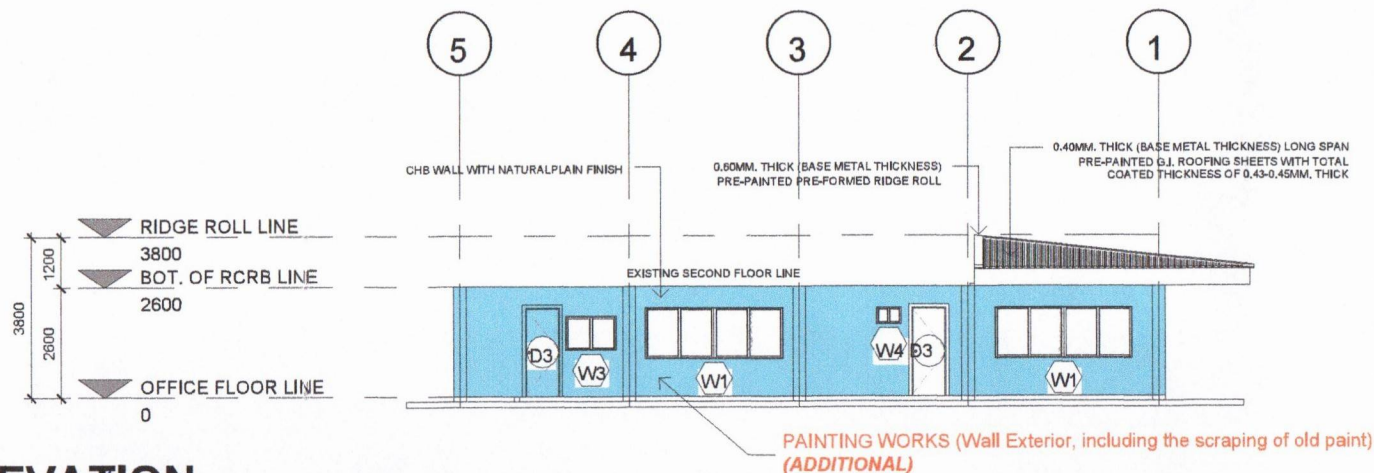 5 4 3 2 1
CHB WALL WITH NATURALPLAIN FINISH
0.60MM. THICK (BASE METAL THICKNESS)
PRE-PAINTED PRE-FORMED RIDGE ROLL
0.40MM. THICK (BASE METAL THICKNESS) LONG SPAN
PRE-PAINTED G.I. ROOFING SHEETS WITH TOTAL
COATED THICKNESS OF 0.43-0.45MM. THICK
RIDGE ROLL LINE
3800
BOT. OF RCRB LINE
2600
OFFICE FLOOR LINE
0
3800
1200
2600
EXISTING SECOND FLOOR LINE
D3
W3
W1
W4
D3
W1
PAINTING WORKS (Wall Exterior, including the scraping of old paint)
(ADDITIONAL)